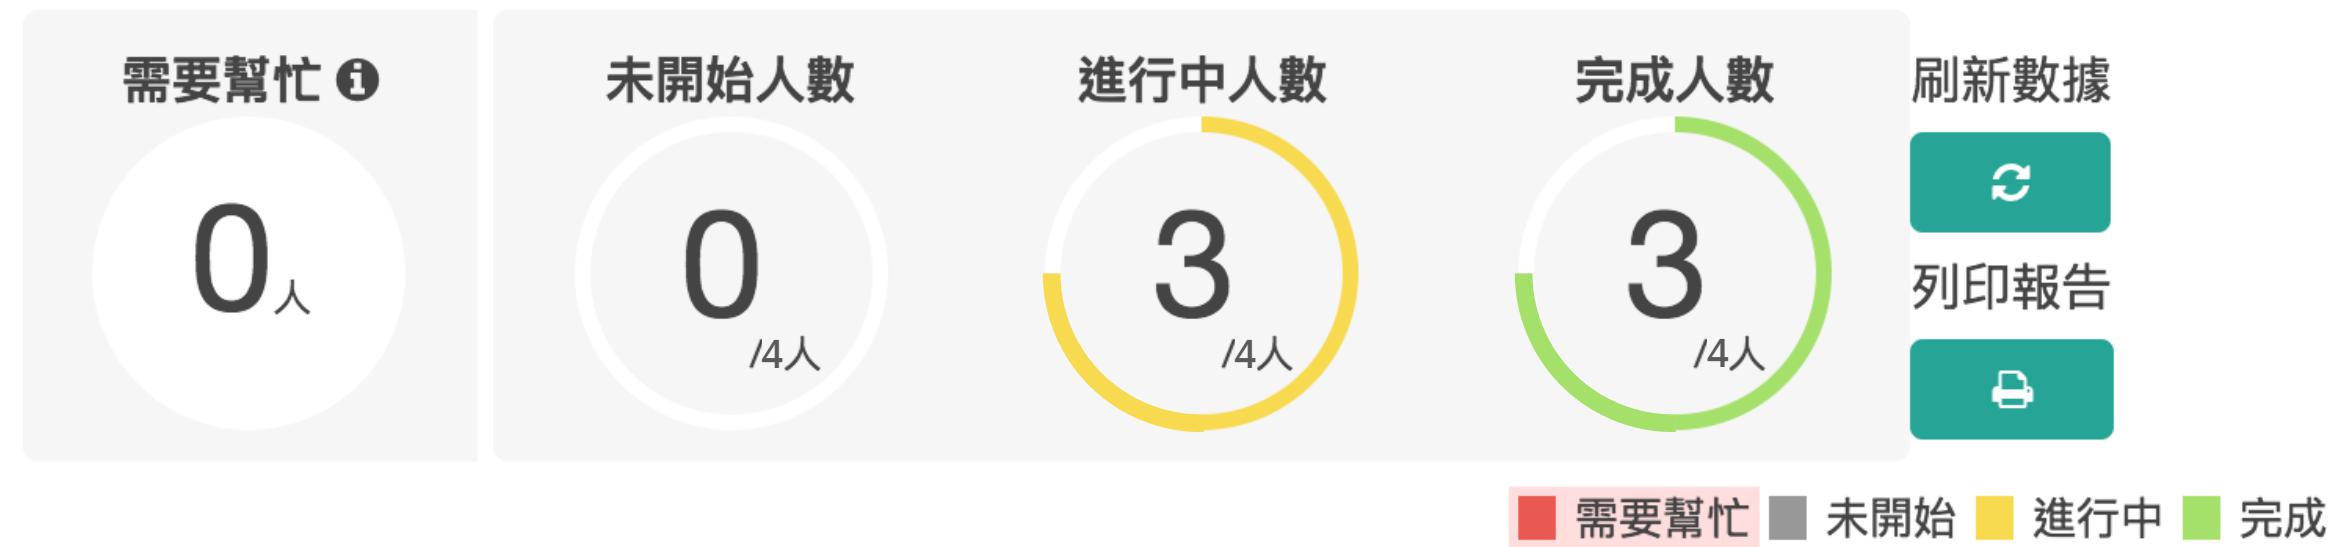 需要幫忙
0人
未開始人數
0
/4人
進行中人數
3
/4人
完成人數
3
/4人
刷新數據
列印報告
需要幫忙 未開始 進行中 完成